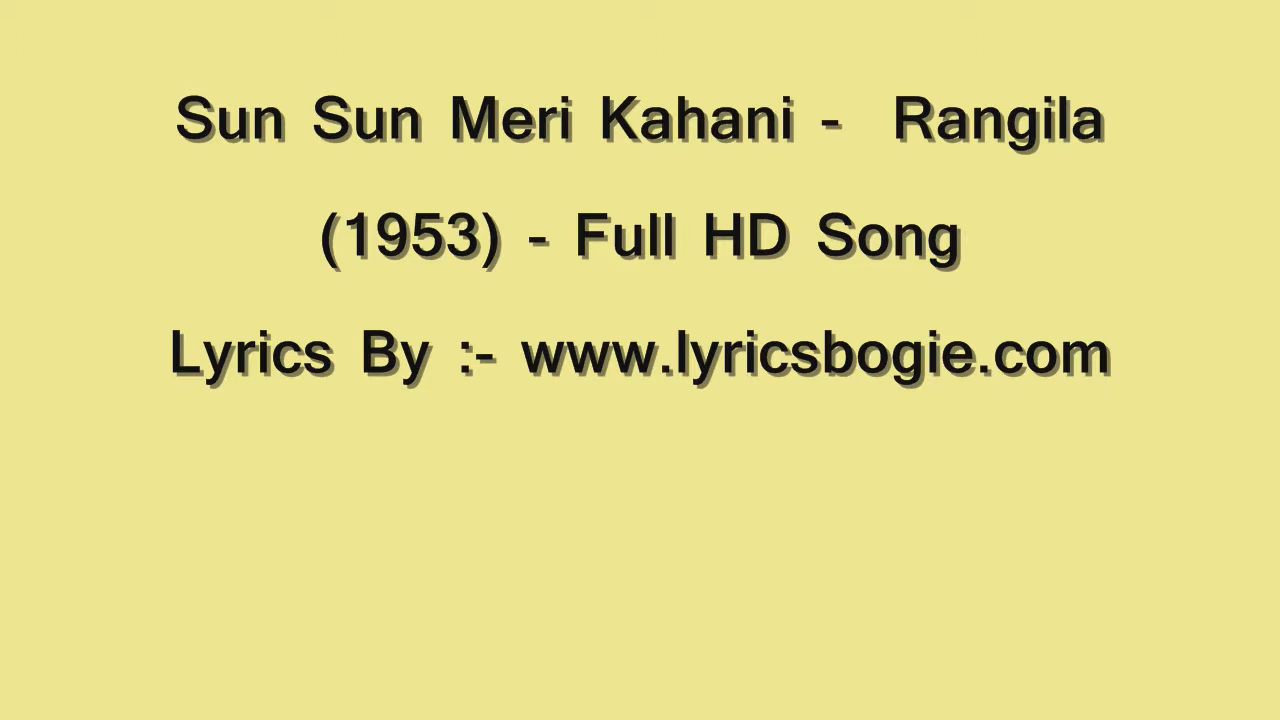 Sun Sun Meri Kahani - Rangila
(1953) - Full HD Song
Lyrics By :- www.lyricsbogie.com